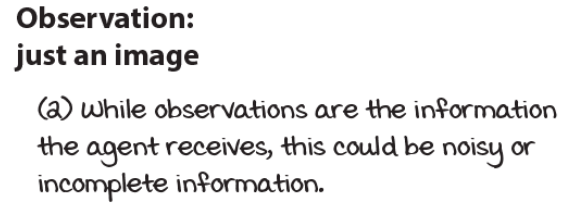 Observation:
just an image
(2) While observations are the information
the agent receives, this could be noisy or
incomplete information.